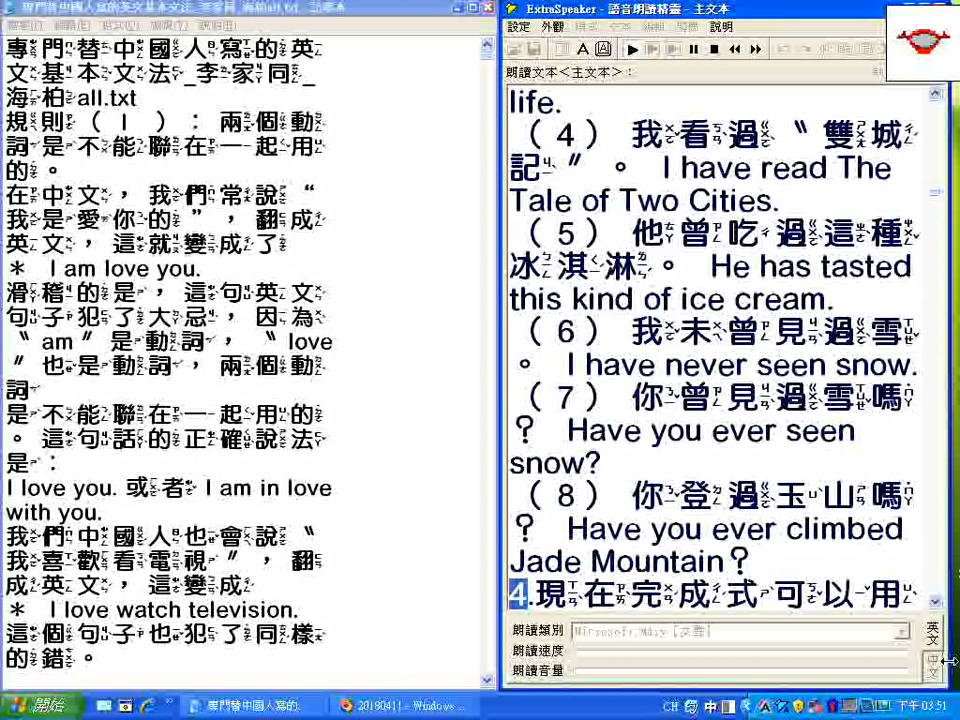 專門替中國人寫的英
文基本文法_李家同_
海柏all.txt
規則（1）：兩個動
詞是不能聯在一起用
的。
在中文，我們常說“
我是愛你的”，翻成
英文，這就變成了
＊ I am love you.
滑稽的是，這句英文
句子犯了大忌，因為
〝am〞是動詞，〝love
〞也是動詞，兩個動
詞
是不能聯在一起用的
。這句話的正確說法
是：
I love you. 或者 I am in love
with you.
我們中國人也會說〝
我喜歡看電視〞，翻
成英文，這變成
＊ I love watch television.
這個句子也犯了同樣
的錯。
ExtraSpeaker - 語音朗讀精靈 - 主文本
設定 外觀 說明
朗讀文本<主文本>：
life.
（4） 我看過〝雙城
記〞。 I have read The
Tale of Two Cities.
（5） 他曾吃過這種
冰淇淋。 He has tasted
this kind of ice cream.
（6） 我未曾見過雪
。 I have never seen snow.
（7） 你曾見過雪嗎
？ Have you ever seen
snow?
（8） 你登過玉山嗎
？ Have you ever climbed
Jade Mountain？
4.現在完成式可以用
朗讀類別
朗讀速度
朗讀音量
英文
中文
開始
專門替中國人寫的.
20180411 - Windows ...
CH
中
下午 03:51